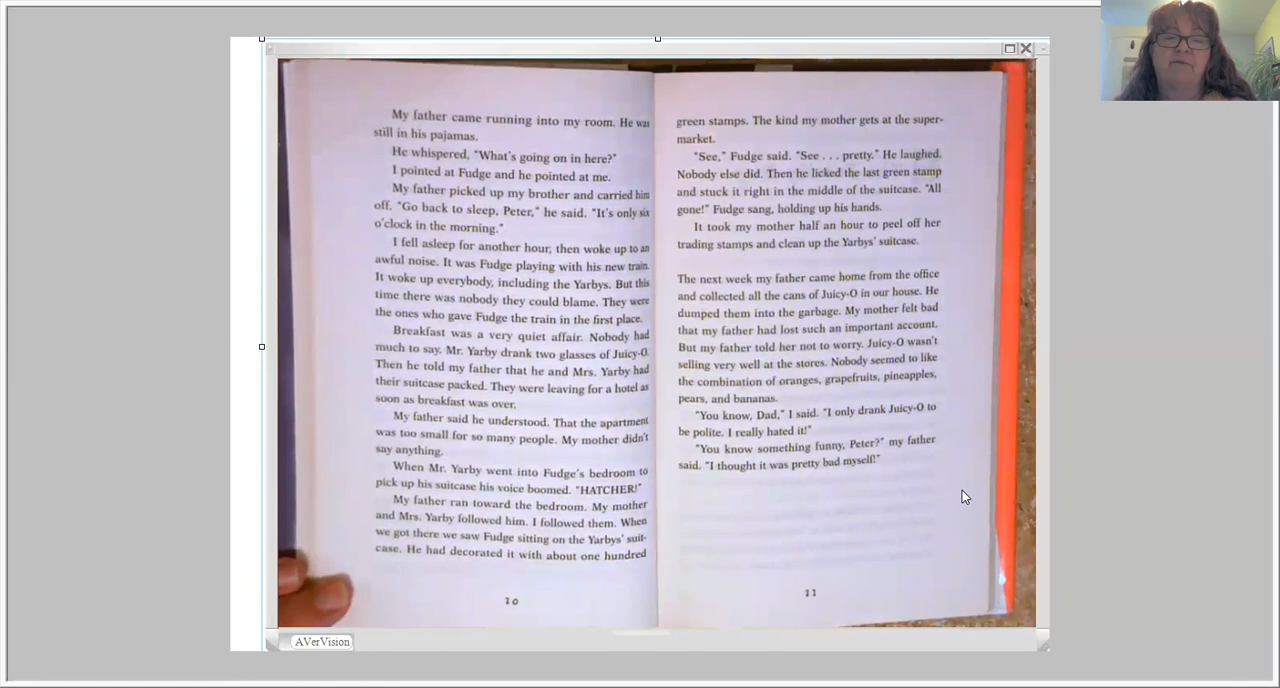 My father came running into my room. He was
still in his pajamas.
He whispered, "What's going on in here?"
I pointed at Fudge and he pointed at me.
My father picked up my brother and carried him
off. "Go back to sleep, Peter," he said. "It's only six
o'clock in the morning."
I fell asleep for another hour, then woke up to an
awful noise. It was Fudge playing with his new train.
It woke up everybody, including the Yarbys. But this
time there was nobody they could blame. They were
the ones who gave Fudge the train in the first place.
Breakfast was a very quiet affair. Nobody had
much to say. Mr. Yarby drank two glasses of Juicy-O.
Then he told my father that he and Mrs. Yarby had
their suitcase packed. They were leaving for a hotel as
soon as breakfast was over.
My father said he understood. That the apartment
was too small for so many people. My mother didn't
say anything.
When Mr. Yarby went into Fudge's bedroom to
pick up his suitcase his voice boomed. "HATCHER!"
My father ran toward the bedroom. My mother
and Mrs. Yarby followed him. I followed them. When
we got there we saw Fudge sitting on the Yarbys' suit-
case. He had decorated it with about one hundred
20
green stamps. The kind my mother gets at the super-
market.
"See," Fudge said. "See . . . pretty." He laughed.
Nobody else did. Then he licked the last green stamp
and stuck it right in the middle of the suitcase. "All
gone!" Fudge sang, holding up his hands.
It took my mother half an hour to peel off her
trading stamps and clean up the Yarbys' suitcase.
The next week my father came home from the office
and collected all the cans of Juicy-O in our house. He
dumped them into the garbage. My mother felt bad
that my father had lost such an important account.
But my father told her not to worry. Juicy-O wasn't
selling very well at the stores. Nobody seemed to like
the combination of oranges, grapefruits, pineapples,
pears, and bananas.
"You know, Dad," I said. "I only drank Juicy-O to
be polite. I really hated it!"
"You know something funny, Peter?" my father
said. "I thought it was pretty bad myself!"
21
AVerVision